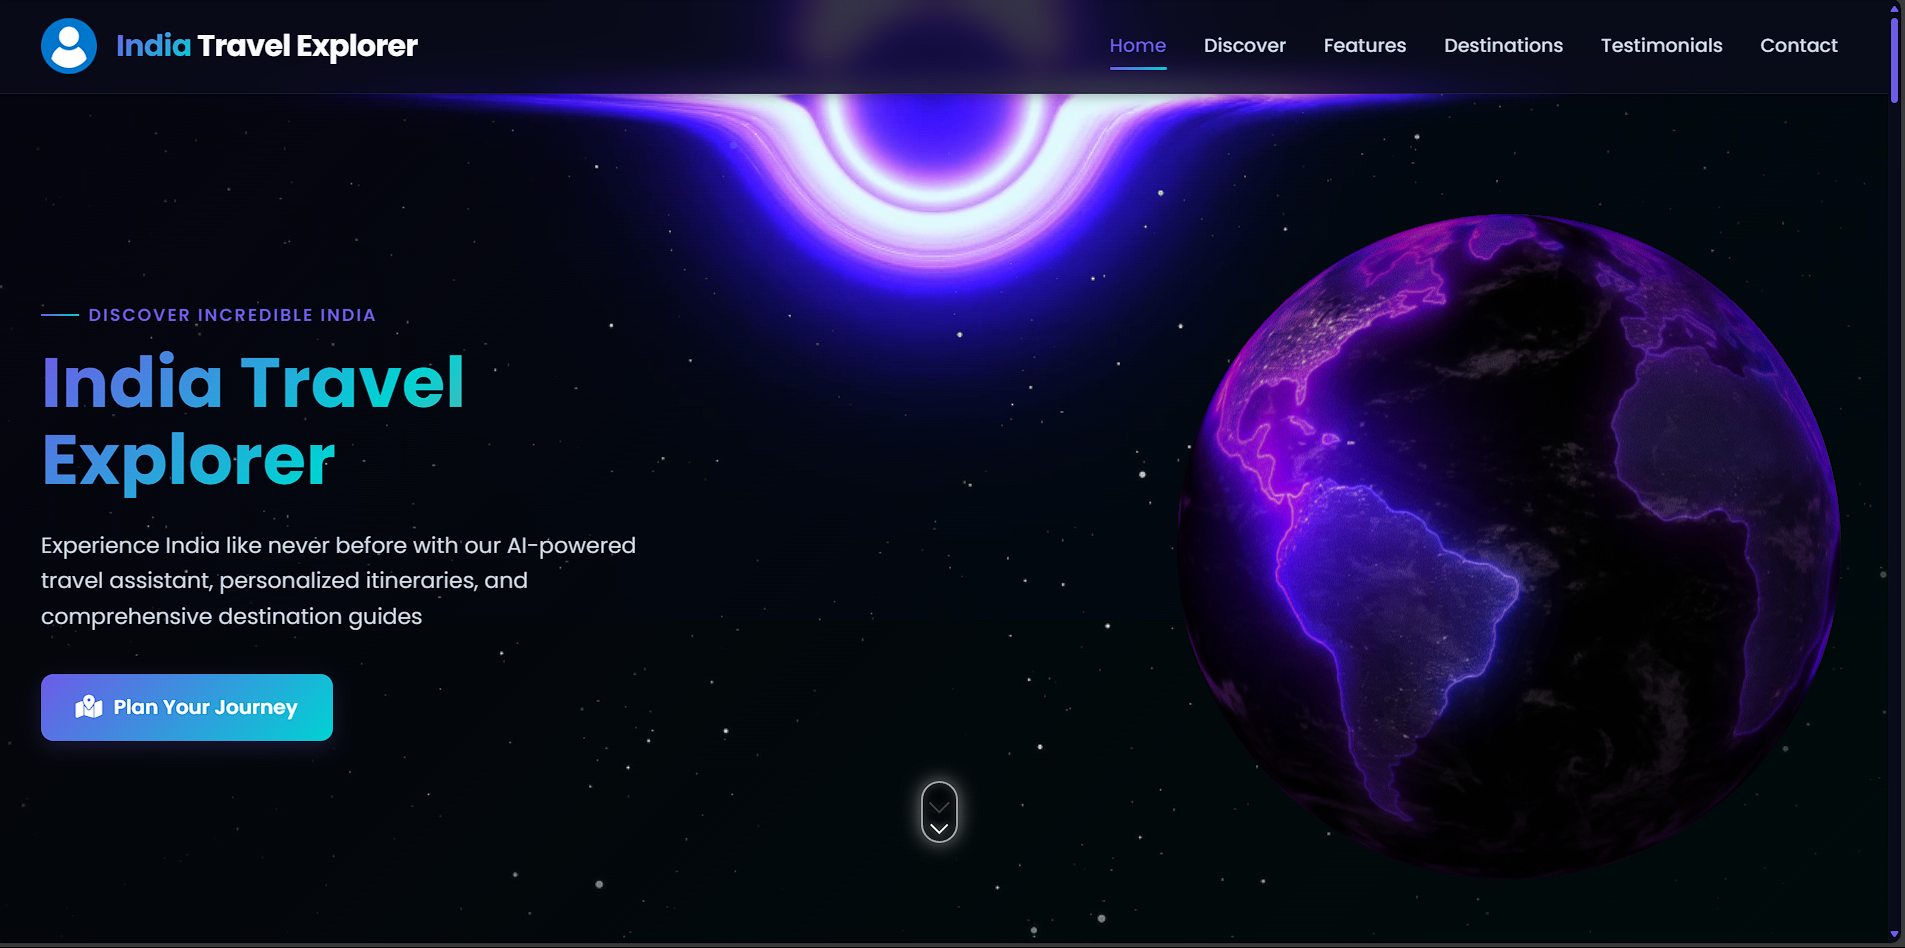 India Travel Explorer
Home Discover Features Destinations Testimonials Contact
DISCOVER INCREDIBLE INDIA
India Travel
Explorer
Experience India like never before with our AI-powered
travel assistant, personalized itineraries, and
comprehensive destination guides
Plan Your Journey